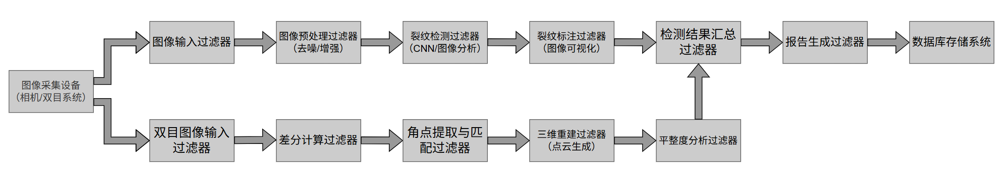 图像采集设备
（相机/双目系统）
图像输入过滤器
图像预处理过滤器
（去噪/增强）
裂纹检测过滤器
（CNN/图像分析）
裂纹标注过滤器
（图像可视化）
检测结果汇总
过滤器
报告生成过滤器
数据库存储系统
双目图像输入
过滤器
差分计算过滤器
角点提取与匹
配过滤器
三维重建过滤器
（点云生成）
平整度分析过滤器